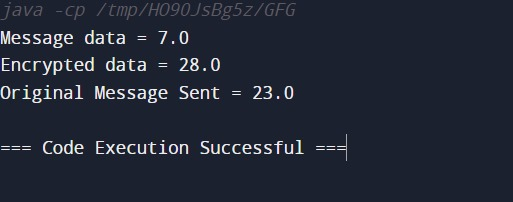 java -cp /tmp/HO9OJsBg5z/GFG
Message data = 7.0
Encrypted data = 28.0
Original Message Sent = 23.0
=== Code Execution Successful ===